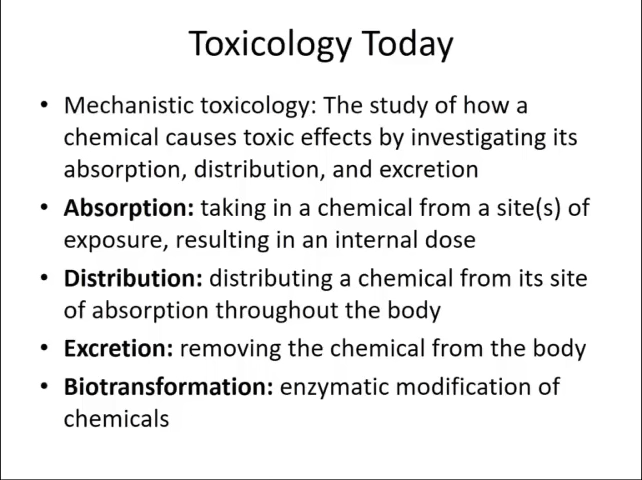 Toxicology Today
• Mechanistic toxicology: The study of how a
chemical causes toxic effects by investigating its
absorption, distribution, and excretion
• Absorption: taking in a chemical from a site(s) of
exposure, resulting in an internal dose
• Distribution: distributing a chemical from its site
of absorption throughout the body
• Excretion: removing the chemical from the body
• Biotransformation: enzymatic modification of
chemicals